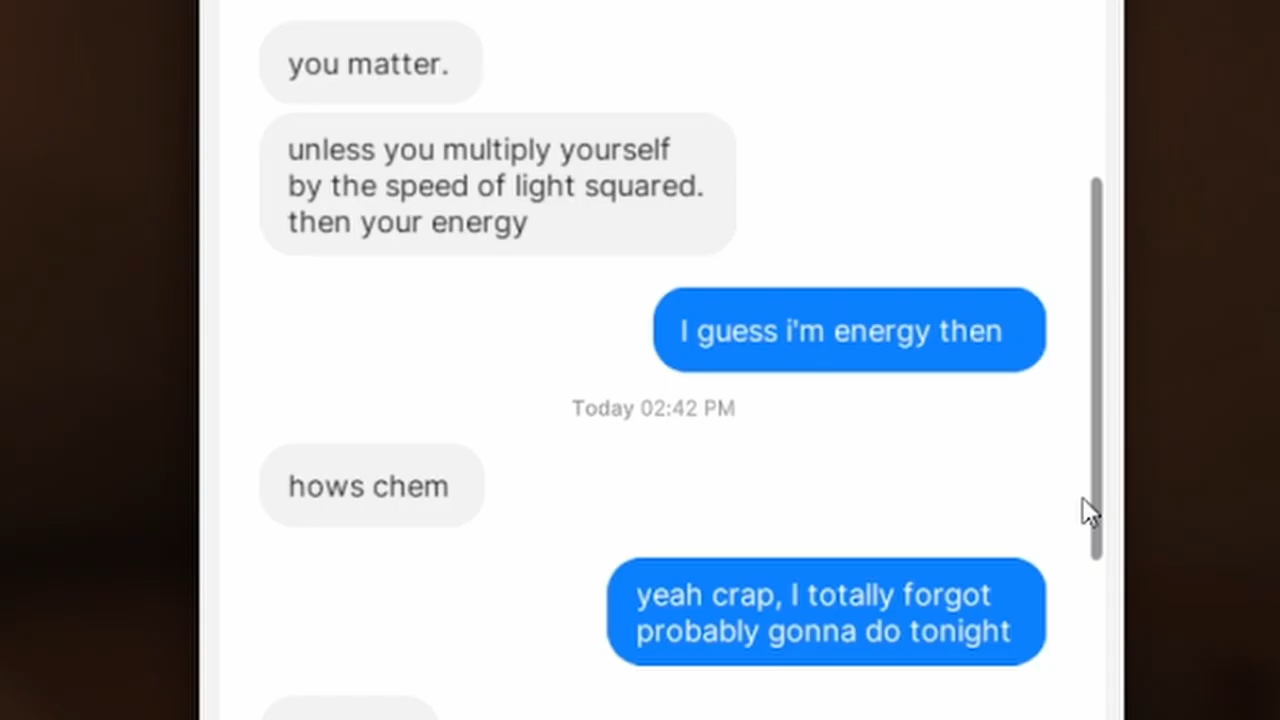 you matter.
unless you multiply yourself
by the speed of light squared.
then your energy
I guess i'm energy then
Today 02:42 PM
hows chem
yeah crap, I totally forgot
probably gonna do tonight